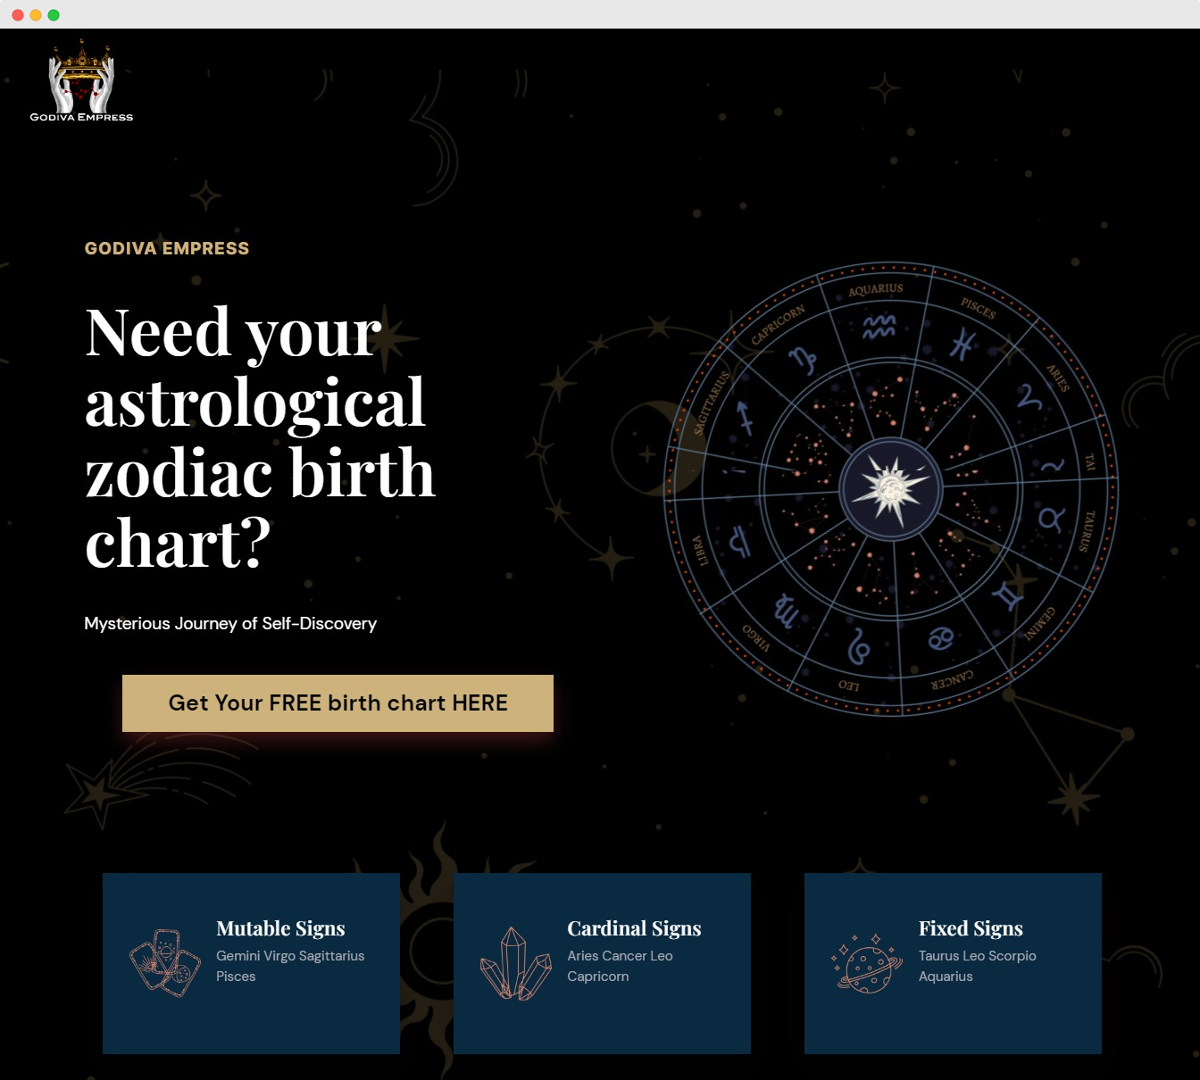 GODIVA EMPRESS
GODIVA EMPRESS
Need your
astrological
zodiac birth
chart?
Mysterious Journey of Self-Discovery
Get Your FREE birth chart HERE
AQUARIUS
PISCES
ARIES
TAI
TAURUS
GEMINI
CANCER
LEO
VIRGO
LIBRA
SAGITTARIUS
CAPRICORN
Mutable Signs
Gemini Virgo Sagittarius
Pisces
Cardinal Signs
Aries Cancer Leo
Capricorn
Fixed Signs
Taurus Leo Scorpio
Aquarius